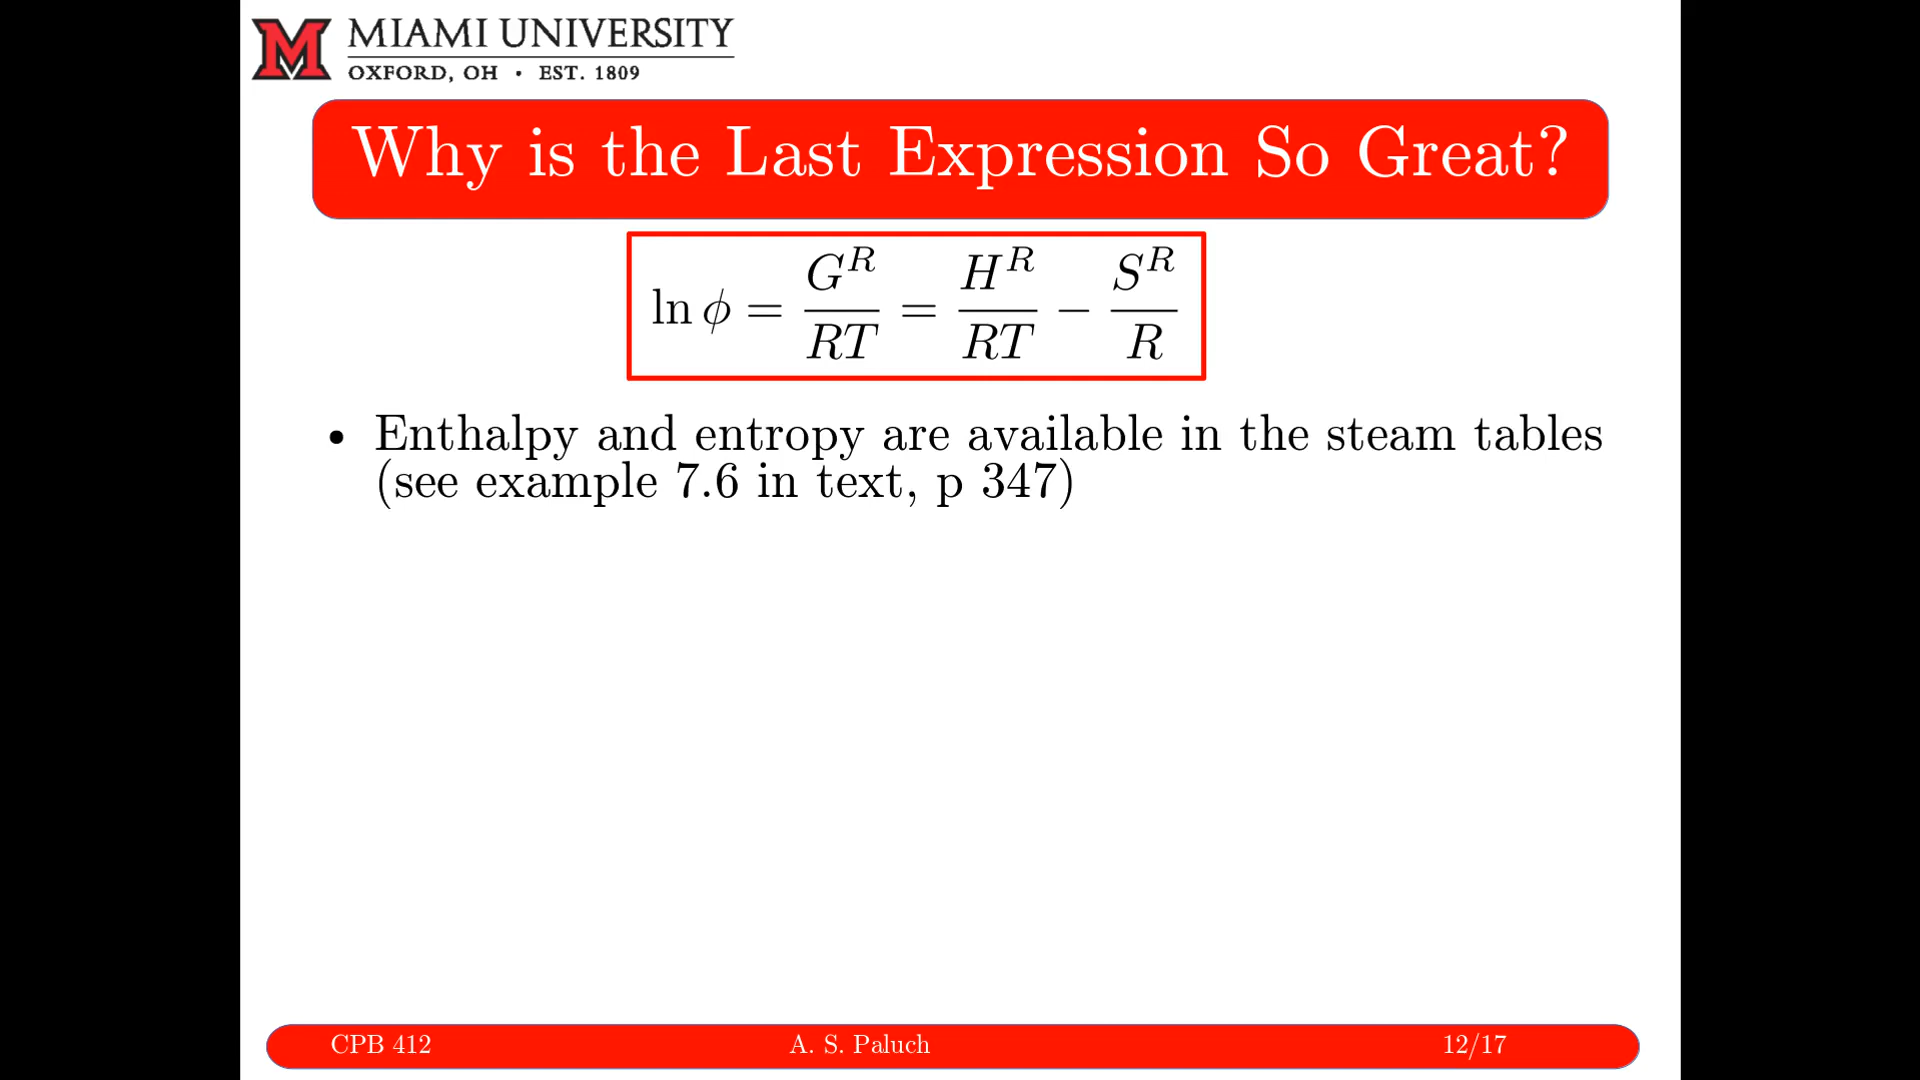 MIAMI UNIVERSITY
OXFORD, OH • EST. 1809
Why is the Last Expression So Great?
ln ϕ = G^R/RT = H^R/RT − S^R/R
• Enthalpy and entropy are available in the steam tables
(see example 7.6 in text, p 347)
CPB 412 A. S. Paluch 12/17